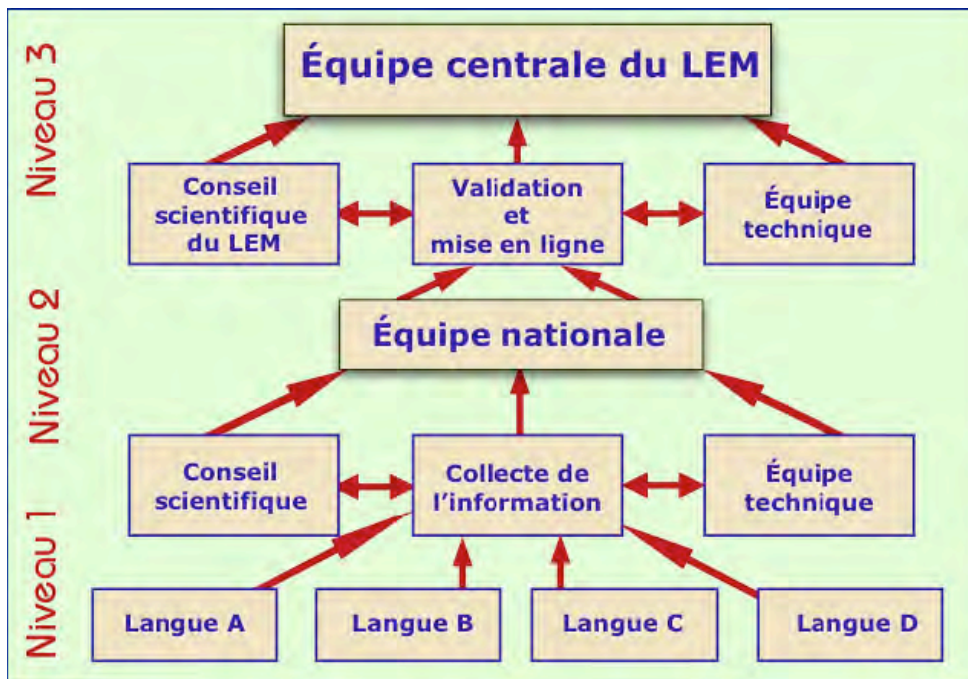 Niveau 3
Équipe centrale du LEM
Conseil
scientifique
du LEM
Validation
et
mise en ligne
Équipe
technique
Niveau 2
Équipe nationale
Conseil
scientifique
Collecte de
l'information
Équipe
technique
Niveau 1
Langue A
Langue B
Langue C
Langue D